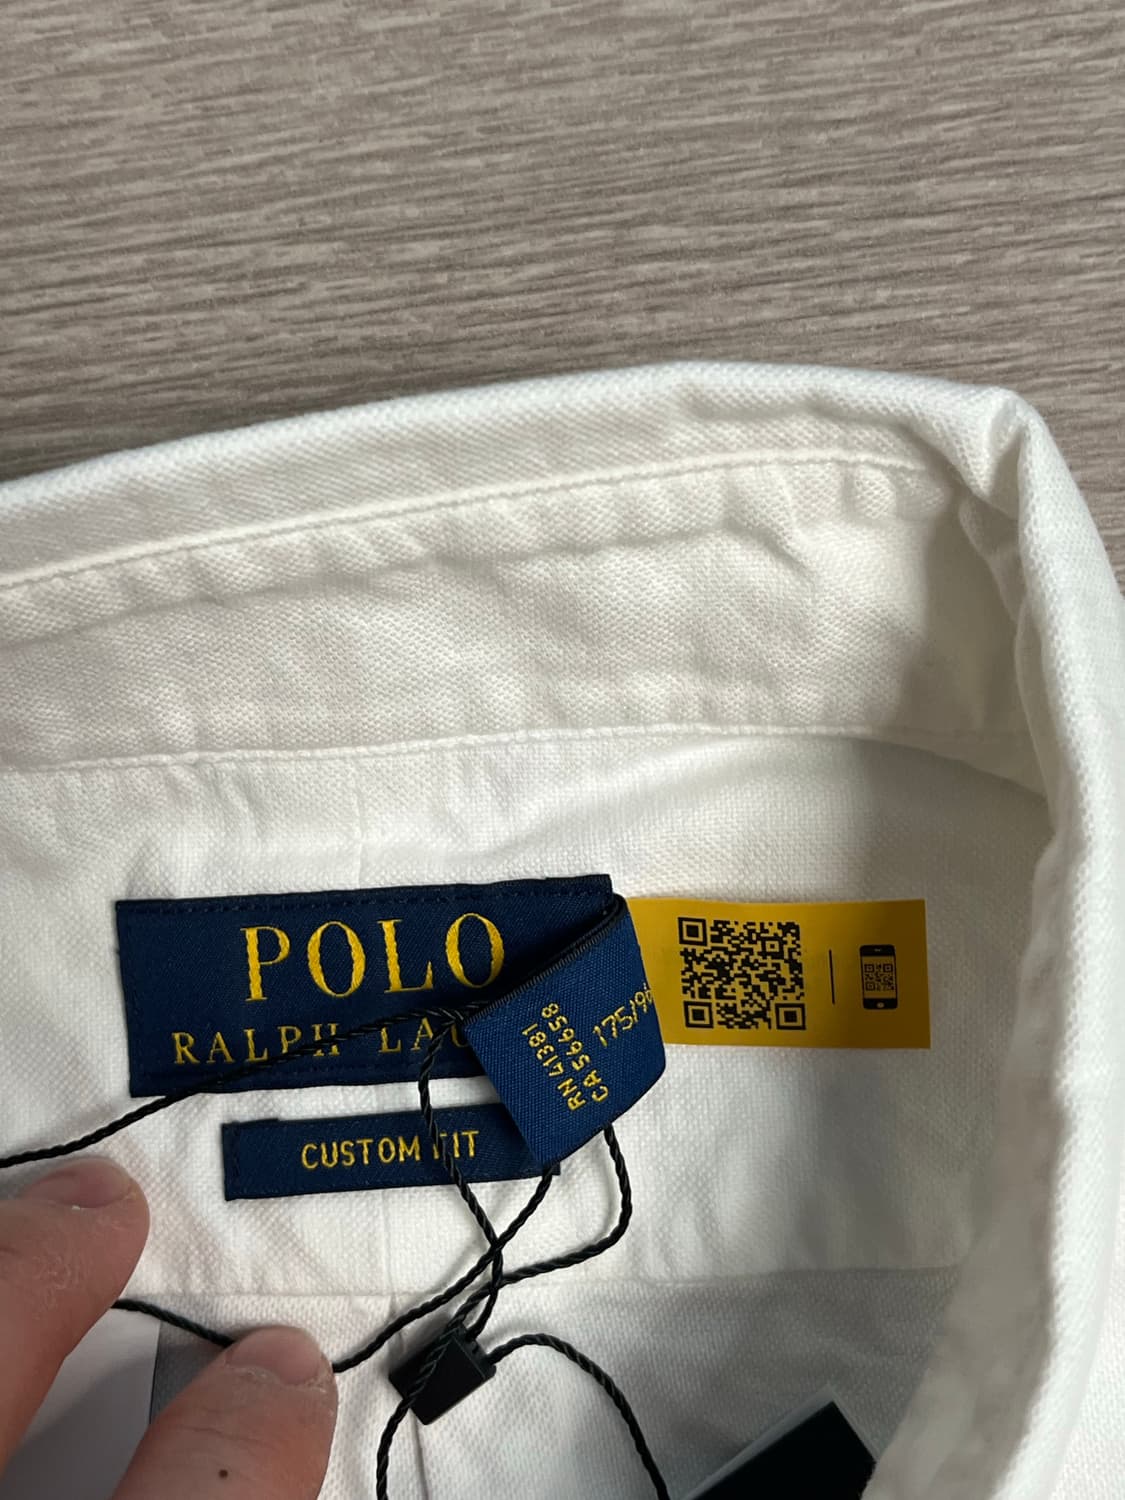 POLO
RALPH
CUSTOM FIT
RN 41381
CA 56658